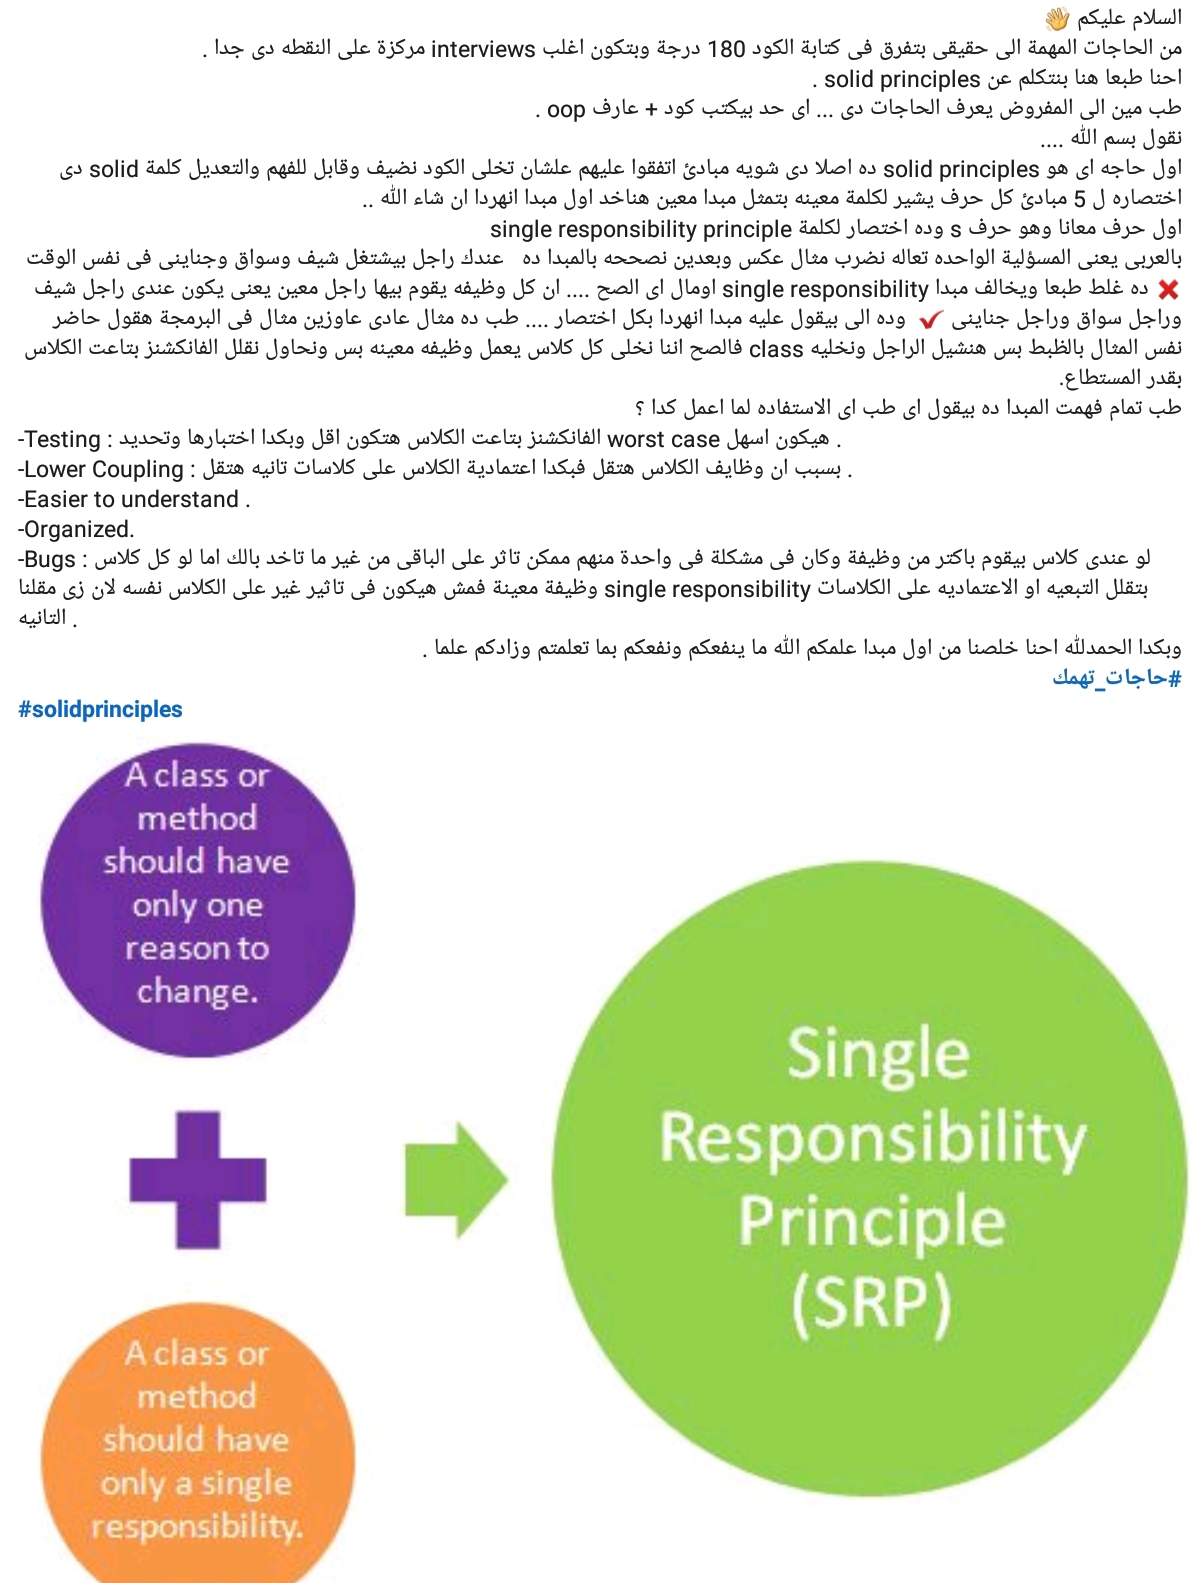 السلام عليكم 👋
من الحاجات المهمة الى حقيقى بتفرق فى كتابة الكود 180 درجة وبتكون اغلب interviews مركزة على النقطه دى جدا .
احنا طبعا هنا بنتكلم عن solid principles .
طب مين الى المفروض يعرف الحاجات دى ... اى حد بيكتب كود + عارف oop .
نقول بسم الله ....
اول حاجه اى هو solid principles ده اصلا دى شويه مبادئ اتفقوا عليهم علشان تخلى الكود نضيف وقابل للفهم والتعديل كلمة solid دى
اختصاره ل 5 مبادئ كل حرف يشير لكلمة معينه بتمثل مبدا معين هناخد اول مبدا انهردا ان شاء الله ..
اول حرف معانا وهو حرف s وده اختصار لكلمة single responsibility principle
بالعربى يعنى المسؤلية الواحده تعاله نضرب مثال عكس وبعدين نصححه بالمبدا ده عندك راجل بيشتغل شيف وسواق وجناينى فى نفس الوقت
❌ ده غلط طبعا ويخالف مبدا single responsibility اومال اى الصح .... ان كل وظيفه يقوم بيها راجل معين يعنى يكون عندى راجل شيف
وراجل سواق وراجل جناينى ✔ وده الى بيقول عليه مبدا انهردا بكل اختصار .... طب ده مثال عادى عاوزين مثال فى البرمجة هقول حاضر
نفس المثال بالظبط بس هنشيل الراجل ونخليه class فالصح اننا نخلى كل كلاس يعمل وظيفه معينه بس ونحاول نقلل الفانكشنز بتاعت الكلاس
بقدر المستطاع.
طب تمام فهمت المبدا ده بيقول اى طب اى الاستفاده لما اعمل كدا ؟
-Testing : الفانكشنز بتاعت الكلاس هتكون اقل وبكدا اختبارها وتحديد worst case هيكون اسهل .
-Lower Coupling : بسبب ان وظايف الكلاس هتقل فبكدا اعتمادية الكلاس على كلاسات تانيه هتقل .
-Easier to understand .
-Organized.
-Bugs : لو عندى كلاس بيقوم باكتر من وظيفة وكان فى مشكلة فى واحدة منهم ممكن تاثر على الباقى من غير ما تاخد بالك اما لو كل كلاس
وظيفة معينة فمش هيكون فى تاثير غير على الكلاس نفسه لان زى مقلنا single responsibility بتقلل التبعيه او الاعتماديه على الكلاسات
التانيه .
وبكدا الحمدلله احنا خلصنا من اول مبدا علمكم الله ما ينفعكم ونفعكم بما تعلمتم وزادكم علما .
#حاجات_تهمك
#solidprinciples
A class or
method
should have
only one
reason to
change.
A class or
method
should have
only a single
responsibility.
Single
Responsibility
Principle
(SRP)